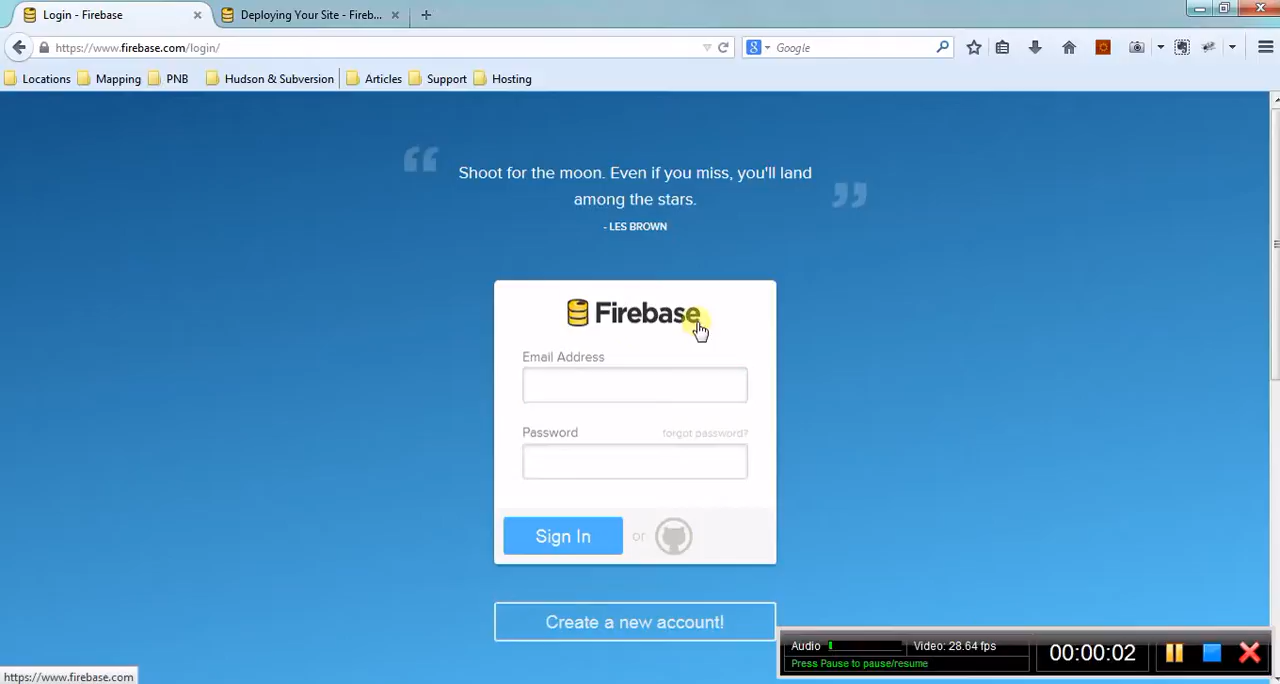 Login - Firebase
Deploying Your Site - Fireb...
https://www.firebase.com/login/
Google
Locations Mapping PNB Hudson & Subversion Articles Support Hosting
“ Shoot for the moon. Even if you miss, you'll land
among the stars. ”
- LES BROWN
Firebase
Email Address
Password forgot password?
Sign In or
Create a new account!
Audio Video: 28.64 fps
Press Pause to pause/resume
00:00:02
https://www.firebase.com